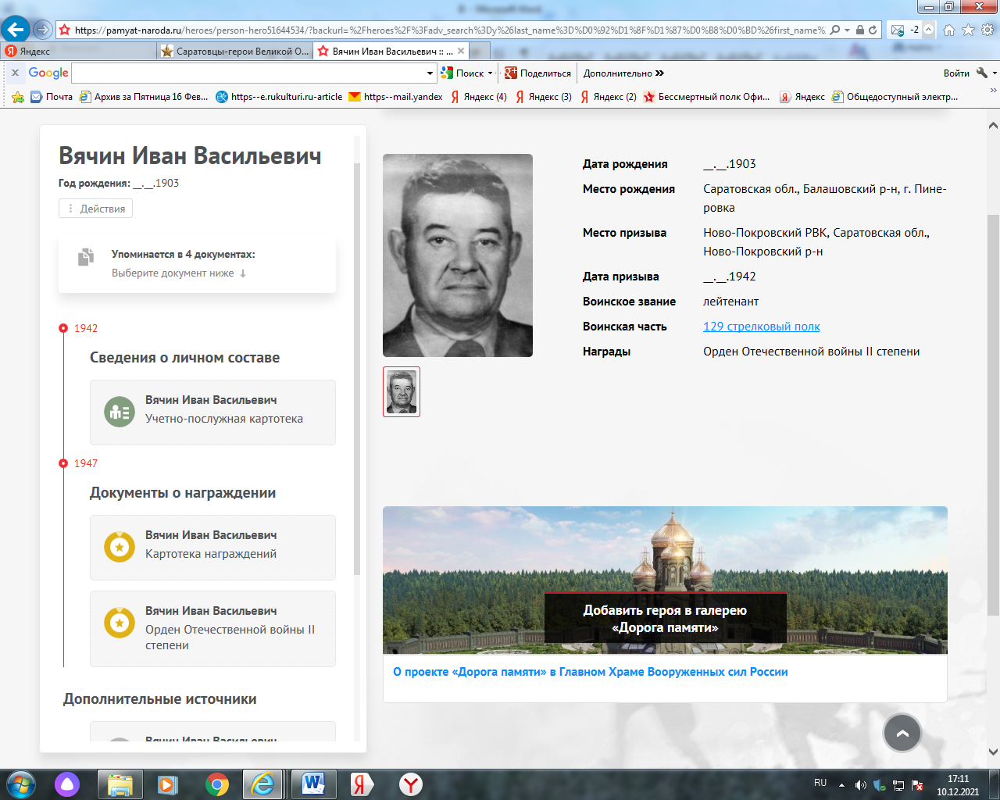 https://pamyat-naroda.ru/heroes/person-hero51644534/?backurl=%2Fheroes%2F%3Fadv_search%3Dy%26last_name%3D%D0%92%D1%8F%D1%87%D0%B8%D0%BD%26first_name%
-2
Яндекс
Саратовцы-герои Великой О...
Вячин Иван Васильевич :: ...
Google
Поиск
Поделиться
Дополнительно
Войти
Почта
Архив за Пятница 16 Фев...
https--e.rukulturi.ru-article
https--mail.yandex
Яндекс (4)
Яндекс (3)
Яндекс (2)
Бессмертный полк Офи...
Яндекс
Общедоступный электр...
Вячин Иван Васильевич
Год рождения: __.__.1903
Действия
Упоминается в 4 документах:
Выберите документ ниже ↓
1942
Сведения о личном составе
Вячин Иван Васильевич
Учетно-послужная картотека
1947
Документы о награждении
Вячин Иван Васильевич
Картотека награждений
Вячин Иван Васильевич
Орден Отечественной войны II
степени
Дополнительные источники
Вячин Иван Васильевич
Дата рождения __.__.1903
Место рождения Саратовская обл., Балашовский р-н, г. Пине-
ровка
Место призыва Ново-Покровский РВК, Саратовская обл.,
Ново-Покровский р-н
Дата призыва __.__.1942
Воинское звание лейтенант
Воинская часть 129 стрелковый полк
Награды Орден Отечественной войны II степени
Добавить героя в галерею
«Дорога памяти»
О проекте «Дорога памяти» в Главном Храме Вооруженных сил России
RU
17:11
10.12.2021